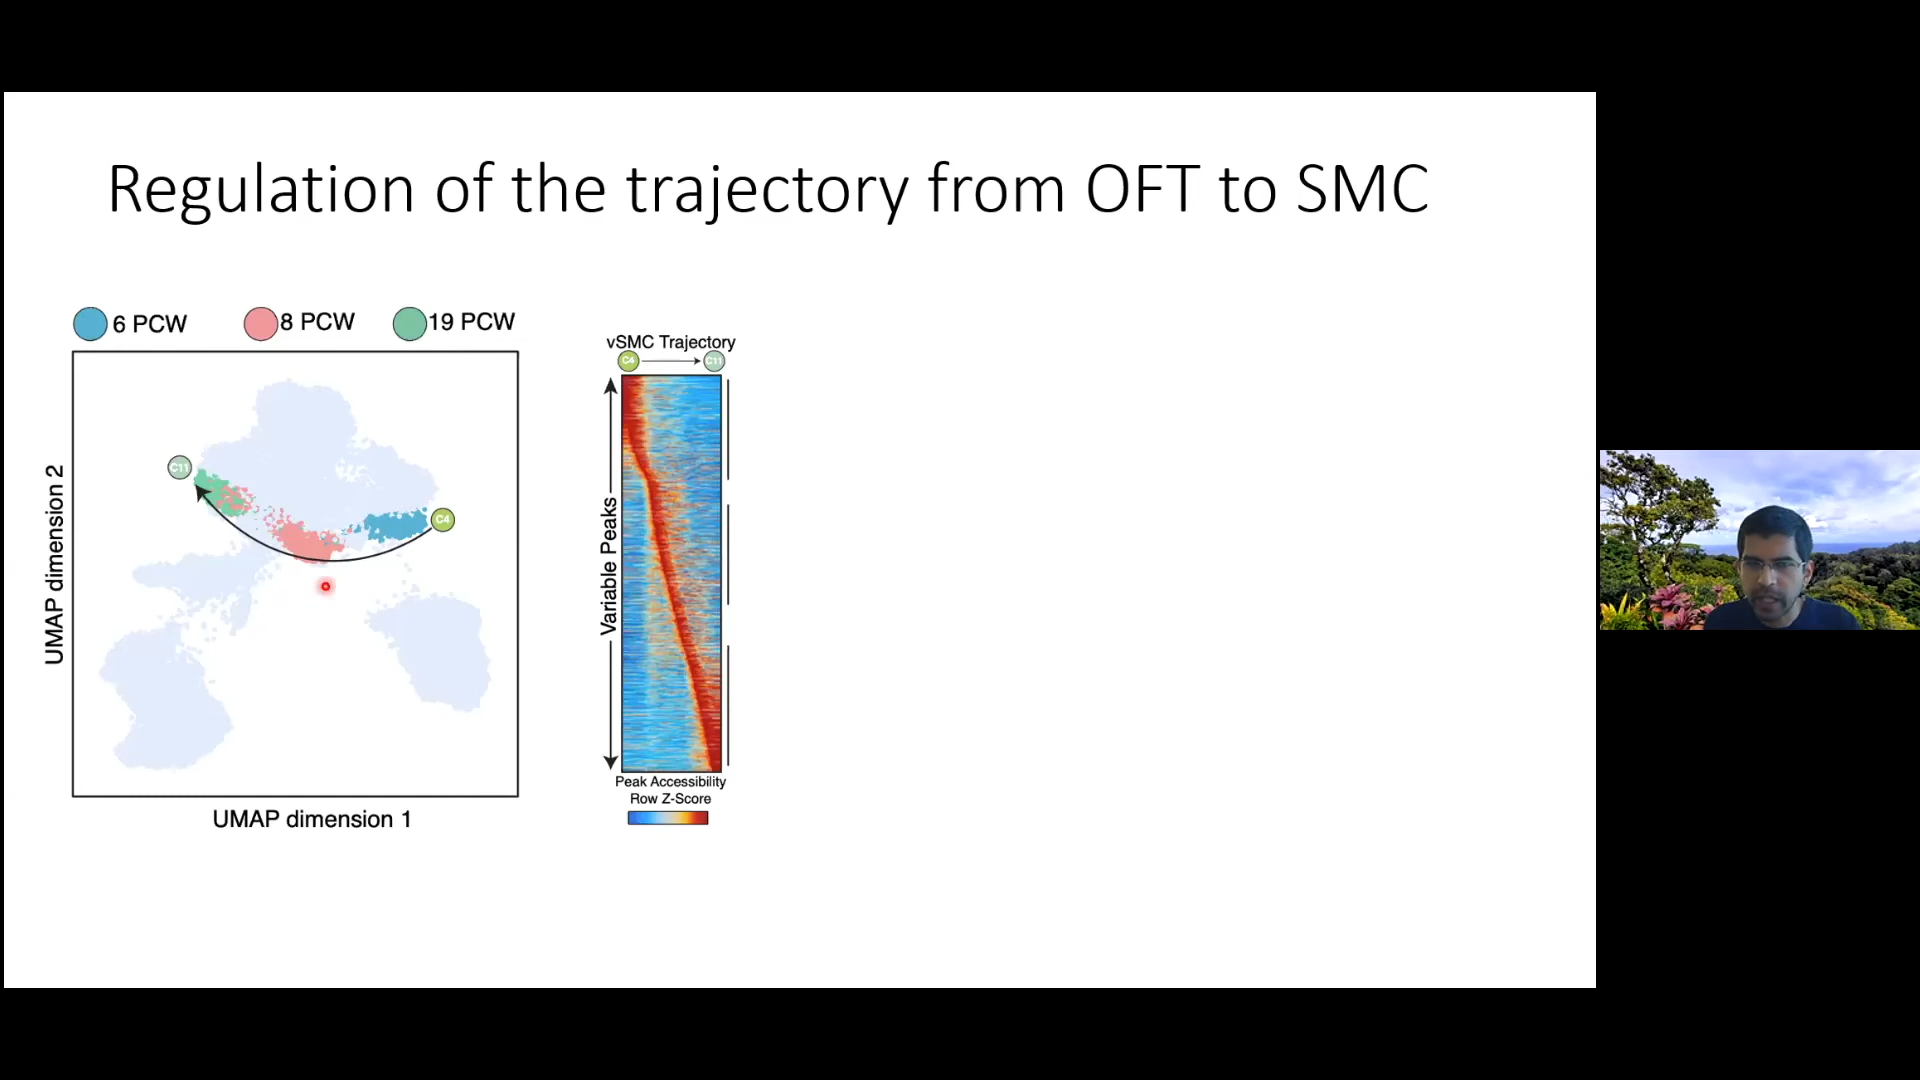 Regulation of the trajectory from OFT to SMC
6 PCW
8 PCW
19 PCW
UMAP dimension 2
C11
C4
UMAP dimension 1
vSMC Trajectory
C4
C11
Variable Peaks
Peak Accessibility
Row Z-Score